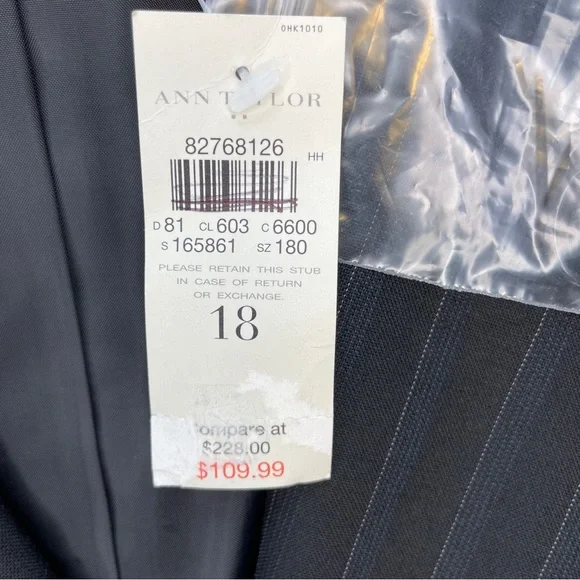 0HK1010
ANN T YLOR
82768126
HH
D 81 CL 603 C 6600
S 165861 SZ 180
PLEASE RETAIN THIS STUB
IN CASE OF RETURN
OR EXCHANGE.
18
Compare at
$228.00
$109.99